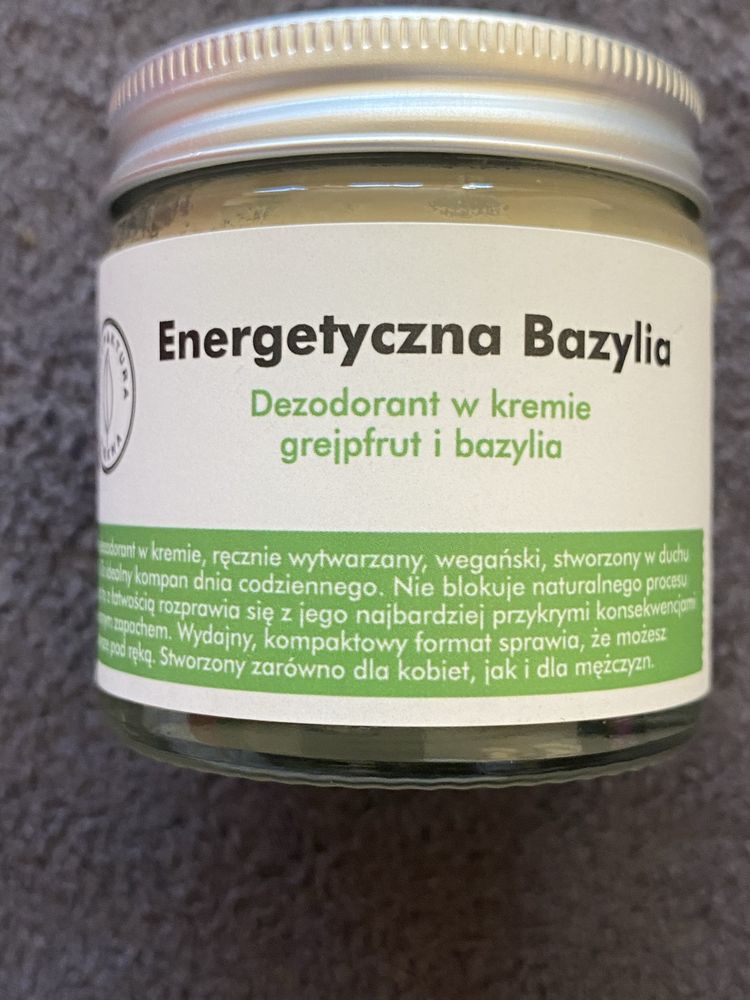 Energetyczna Bazylia
Dezodorant w kremie
grejpfrut i bazylia
w kremie, ręcznie wytwarzany, wegański, stworzony w duchu
idealny kompan dnia codziennego. Nie blokuje naturalnego procesu
z łatwością rozprawia się z jego najbardziej przykrymi konsekwencjami
zapachem. Wydajny, kompaktowy format sprawia, że możesz
pod ręką. Stworzony zarówno dla kobiet, jak i dla mężczyzn.